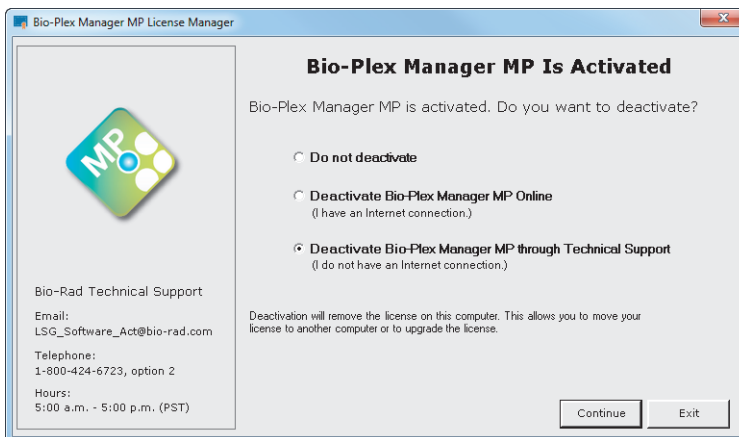 Bio-Plex Manager MP License Manager
MP
Bio-Rad Technical Support
Email:
LSG_Software_Act@bio-rad.com
Telephone:
1-800-424-6723, option 2
Hours:
5:00 a.m. - 5:00 p.m. (PST)
Bio-Plex Manager MP Is Activated
Bio-Plex Manager MP is activated. Do you want to deactivate?
Do not deactivate
Deactivate Bio-Plex Manager MP Online
(I have an Internet connection.)
Deactivate Bio-Plex Manager MP through Technical Support
(I do not have an Internet connection.)
Deactivation will remove the license on this computer. This allows you to move your
license to another computer or to upgrade the license.
Continue
Exit